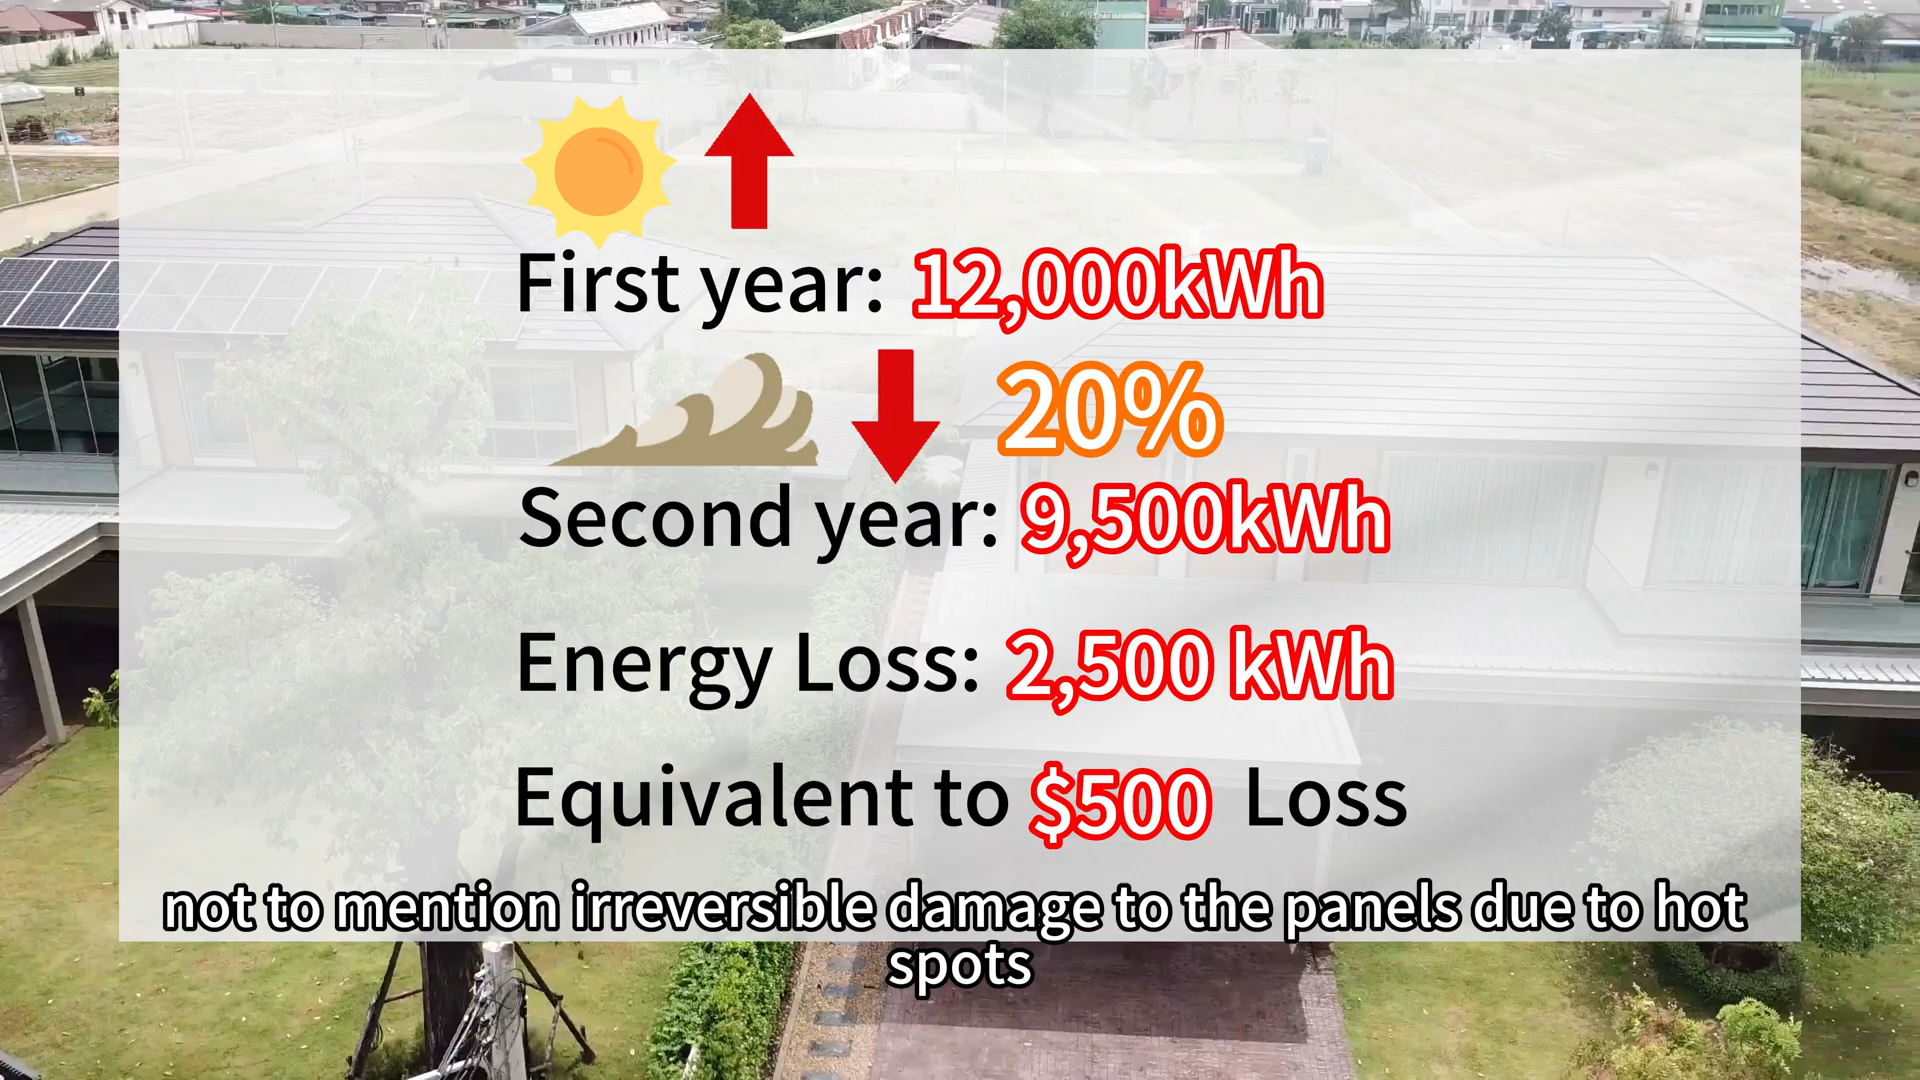 First year: 12,000kWh
20%
Second year: 9,500kWh
Energy Loss: 2,500 kWh
Equivalent to $500 Loss
not to mention irreversible damage to the panels due to hot
spots